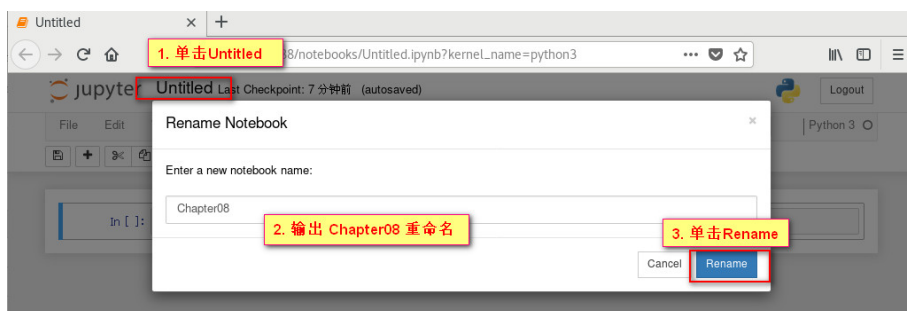 Untitled
1. 单击Untitled
38/notebooks/Untitled.ipynb?kernel_name=python3
jupyter Untitled Last Checkpoint: 7 分钟前 (autosaved)
Logout
File Edit
Python 3
Rename Notebook
Enter a new notebook name:
Chapter08
In [ ]:
2. 输出 Chapter08 重命名
3. 单击Rename
Cancel Rename